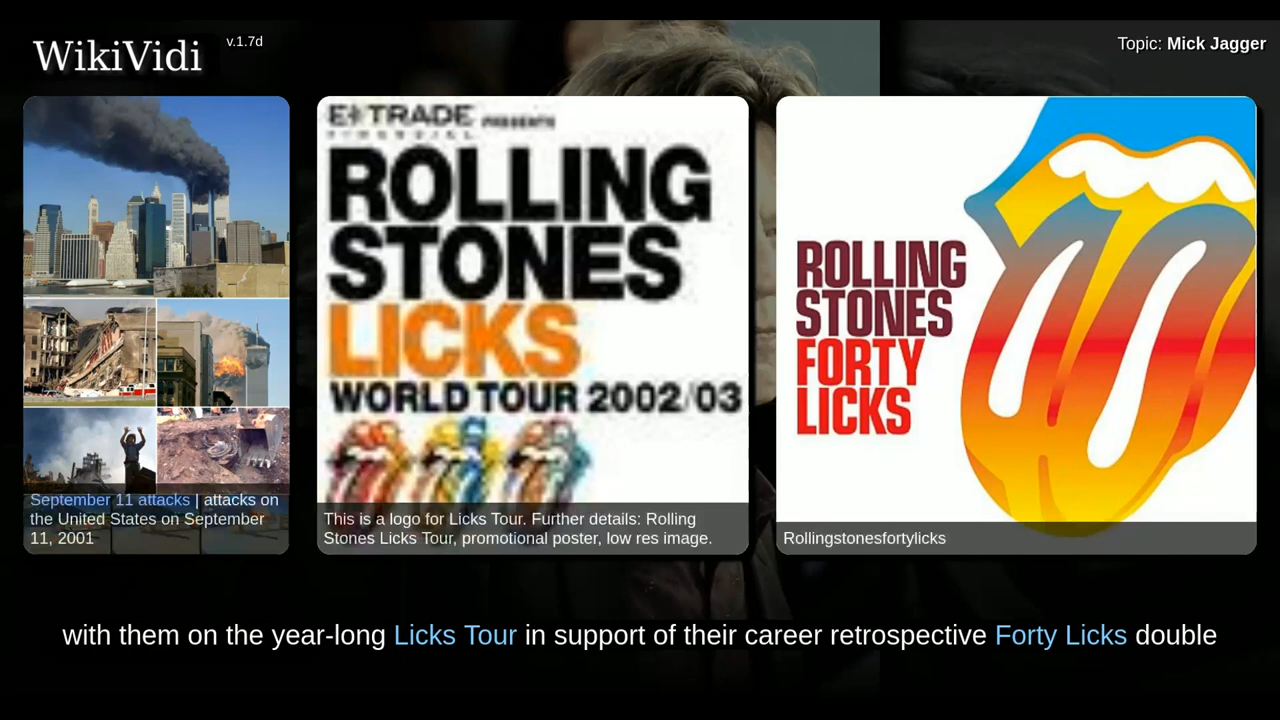 WikiVidi
v.1.7d
Topic: Mick Jagger
E*TRADE PRESENTS
FINANCIAL
ROLLING
STONES
LICKS
WORLD TOUR 2002/03
ROLLING
STONES
FORTY
LICKS
September 11 attacks | attacks on
the United States on September
11, 2001
This is a logo for Licks Tour. Further details: Rolling
Stones Licks Tour, promotional poster, low res image.
Rollingstonesfortylicks
with them on the year-long Licks Tour in support of their career retrospective Forty Licks double